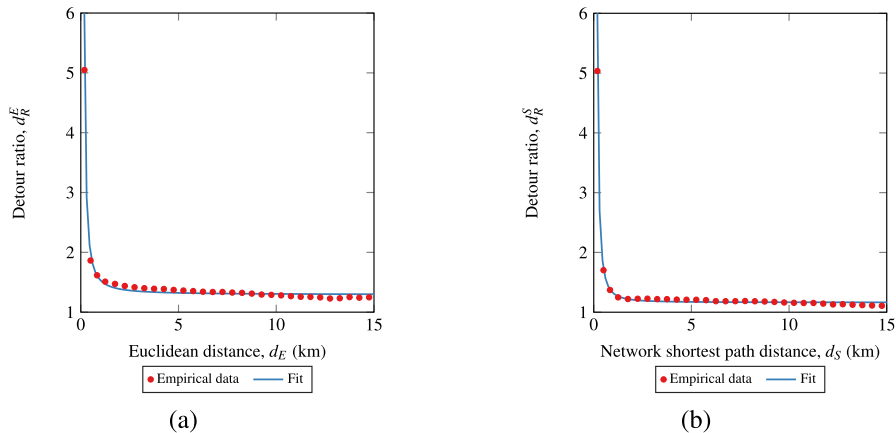 6
5
4
3
2
1
0
5
10
15
Detour ratio, d_R^E
Euclidean distance, d_E (km)
Empirical data
Fit
(a)
6
5
4
3
2
1
0
5
10
15
Detour ratio, d_R^S
Network shortest path distance, d_S (km)
Empirical data
Fit
(b)